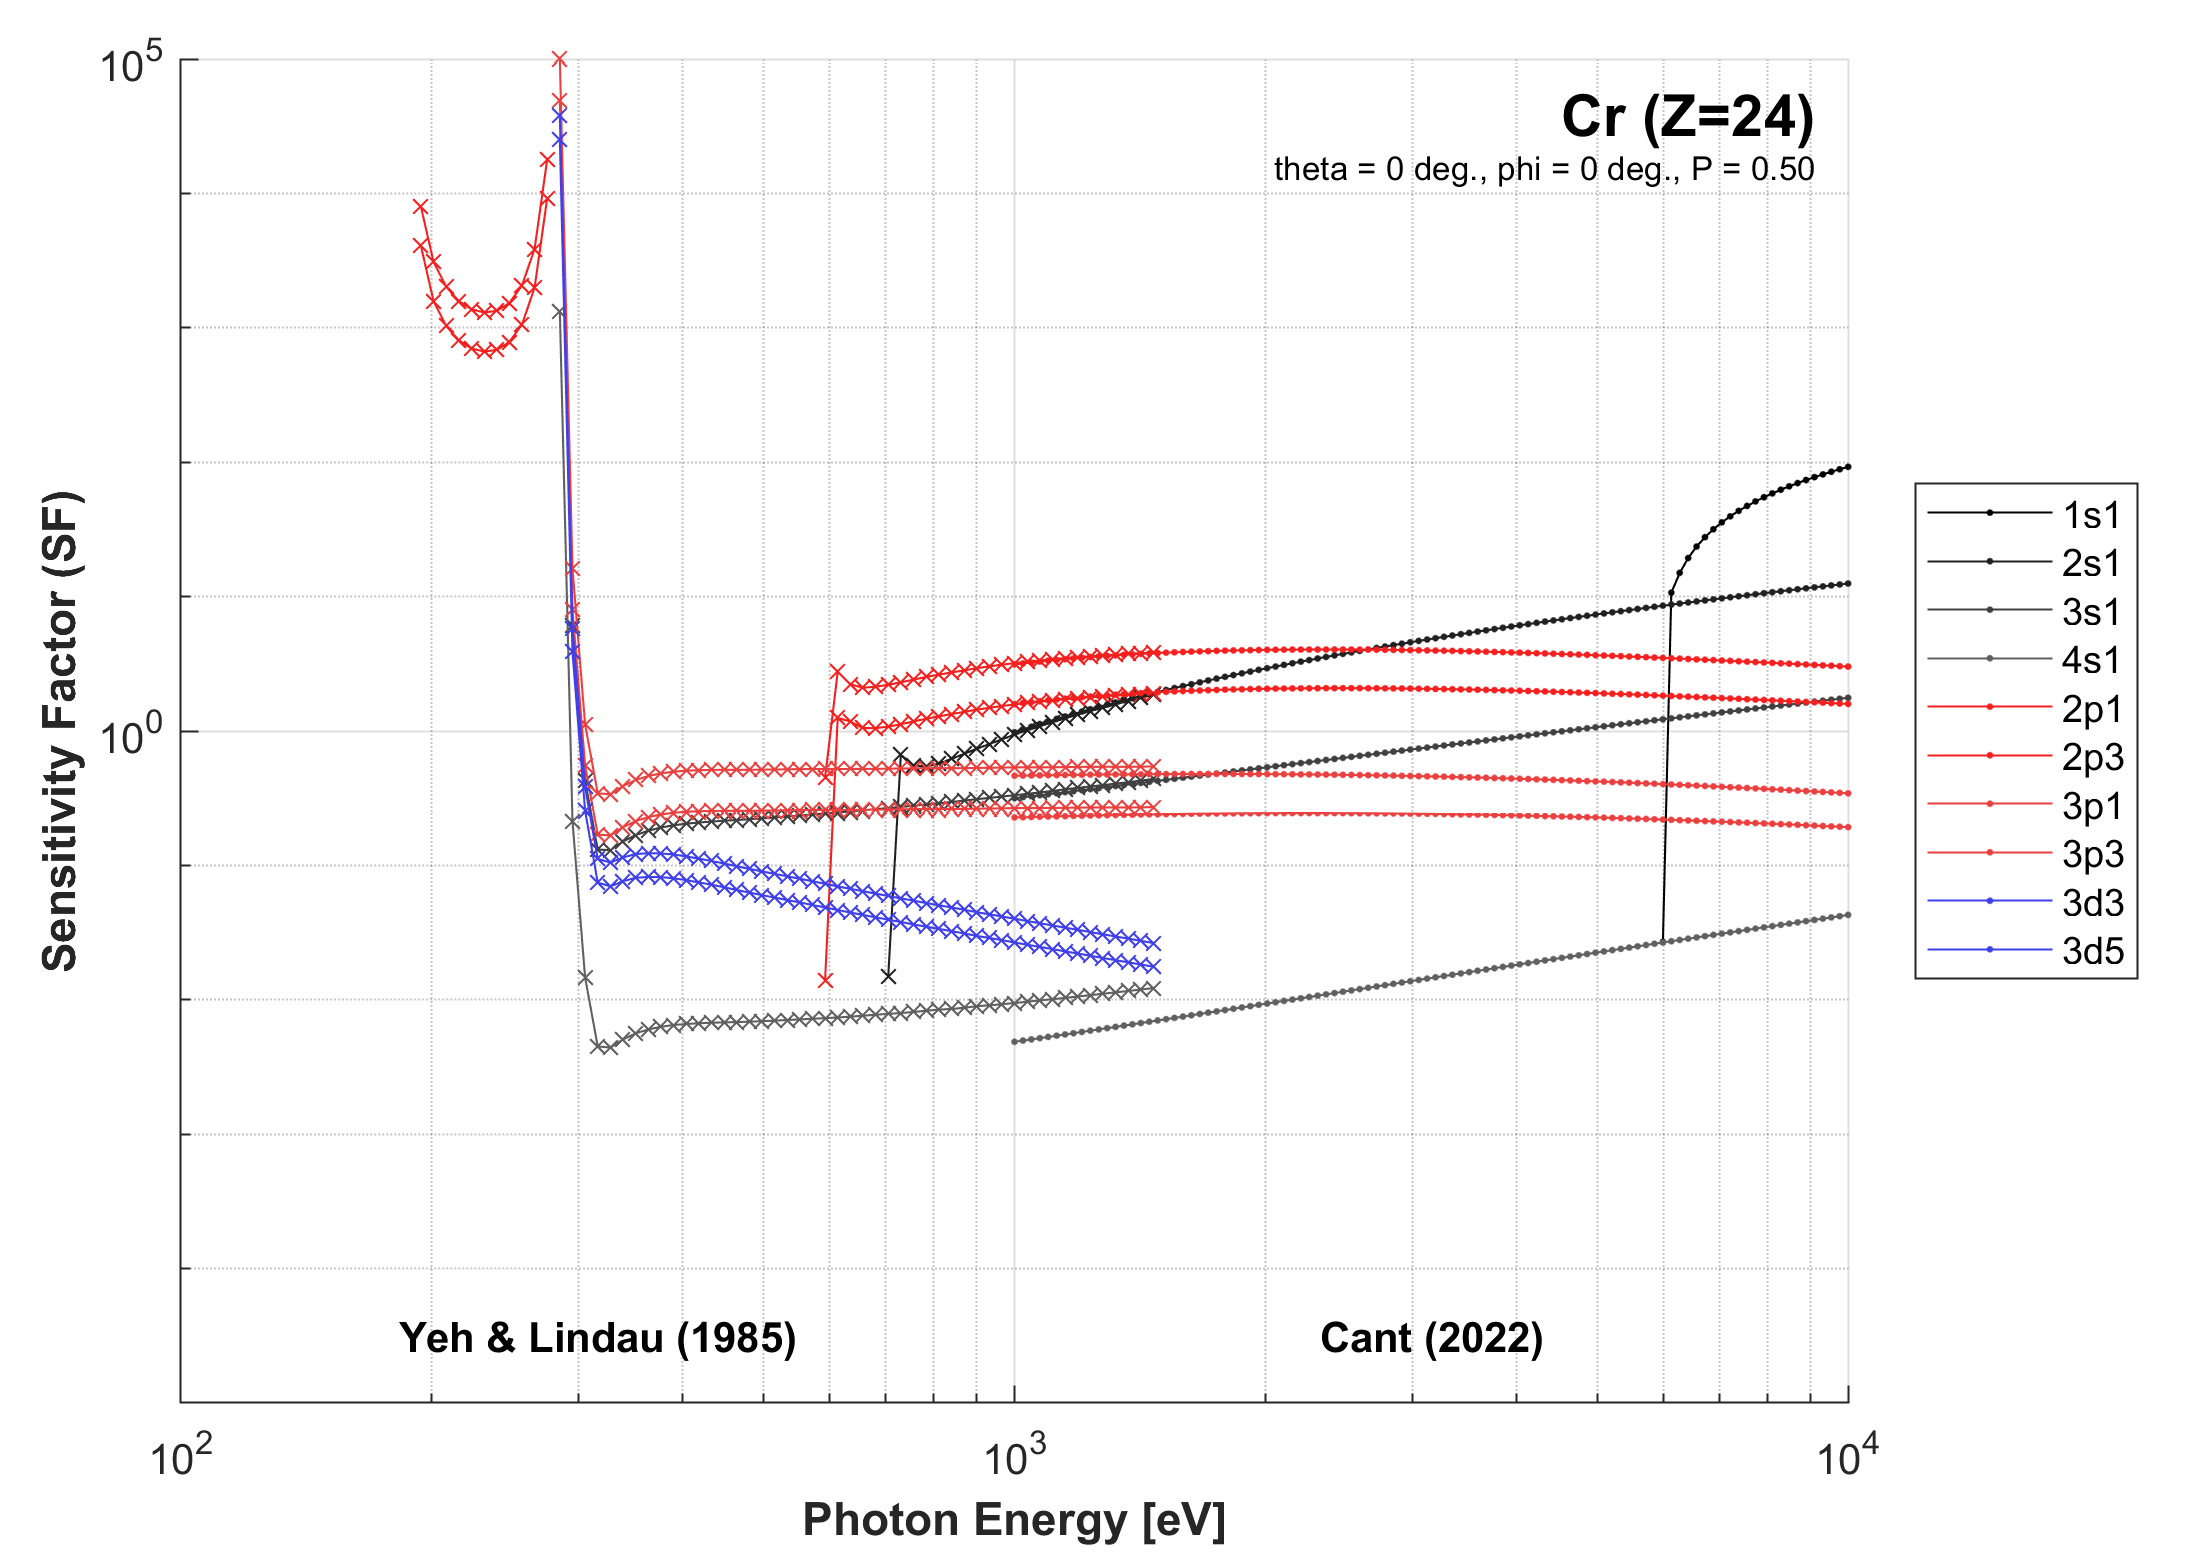 10^5
Cr (Z=24)
theta = 0 deg., phi = 0 deg., P = 0.50
Sensitivity Factor (SF)
10^0
1s1
2s1
3s1
4s1
2p1
2p3
3p1
3p3
3d3
3d5
Yeh & Lindau (1985)
Cant (2022)
10^2
10^3
10^4
Photon Energy [eV]